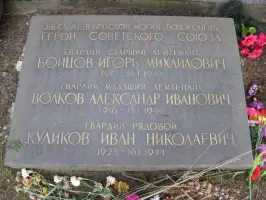 ЗДЕСЬ ЖЕ В БРАТСКОЙ МОГИЛЕ ПОХОРОНЕНЫ
ГЕРОИ СОВЕТСКОГО СОЮЗА
ГВАРДИИ СТАРШИЙ ЛЕЙТЕНАНТ
БОЙЦОВ ИГОРЬ МИХАЙЛОВИЧ
ГВАРДИИ МЛАДШИЙ ЛЕЙТЕНАНТ
ВОЛКОВ АЛЕКСАНДР ИВАНОВИЧ
ГВАРДИИ РЯДОВОЙ
КУЛИКОВ ИВАН НИКОЛАЕВИЧ